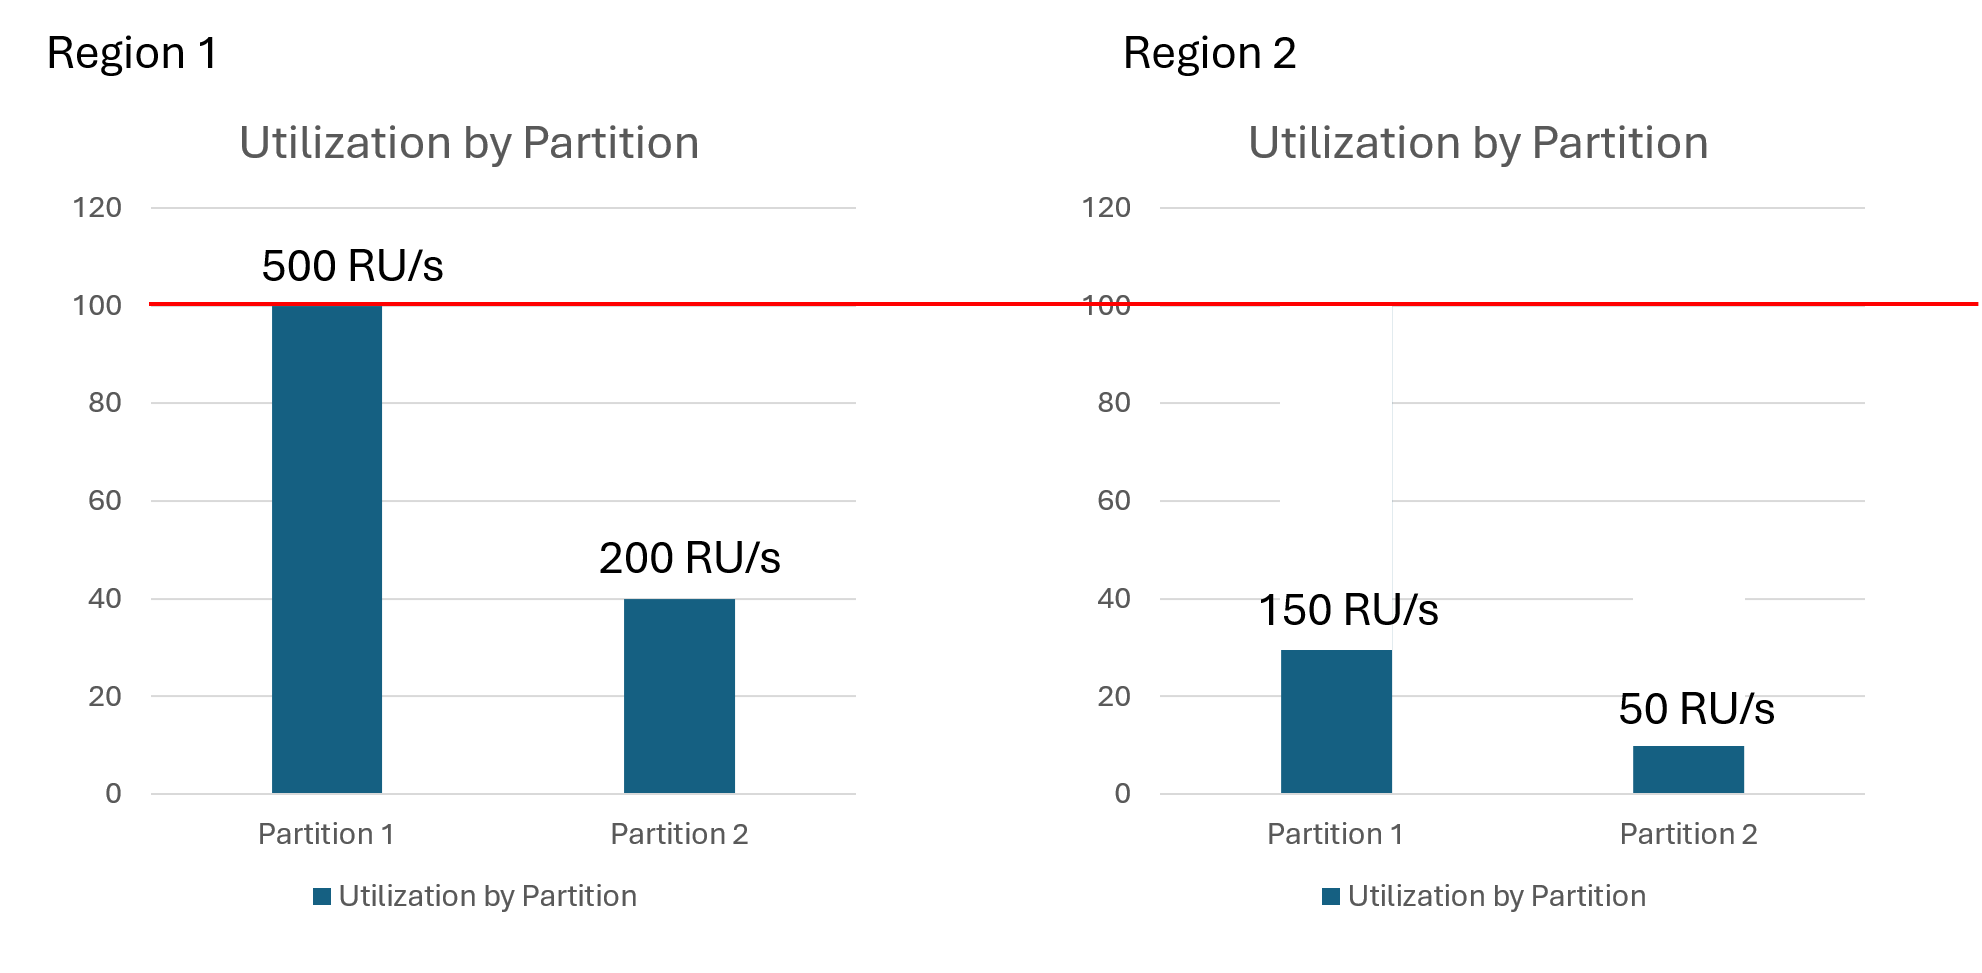 Region 1
Utilization by Partition
120
500 RU/s
100
80
60
200 RU/s
40
20
0
Partition 1
Partition 2
Utilization by Partition
Region 2
Utilization by Partition
120
100
80
60
40
150 RU/s
20
50 RU/s
0
Partition 1
Partition 2
Utilization by Partition